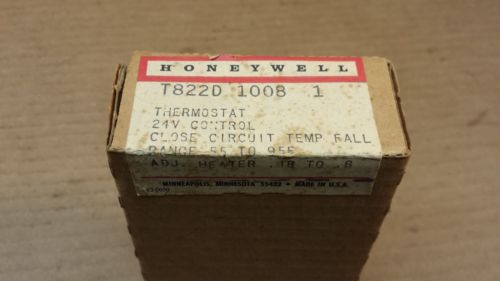 HONEYWELL
T822D 1008 1
THERMOSTAT
24V CONTROL
CLOSE CIRCUIT TEMP FALL
RANGE 55 TO 95F
ADJ. HEATER .18 TO .8
MINNEAPOLIS, MINNESOTA 55422 • MADE IN U.S.A.